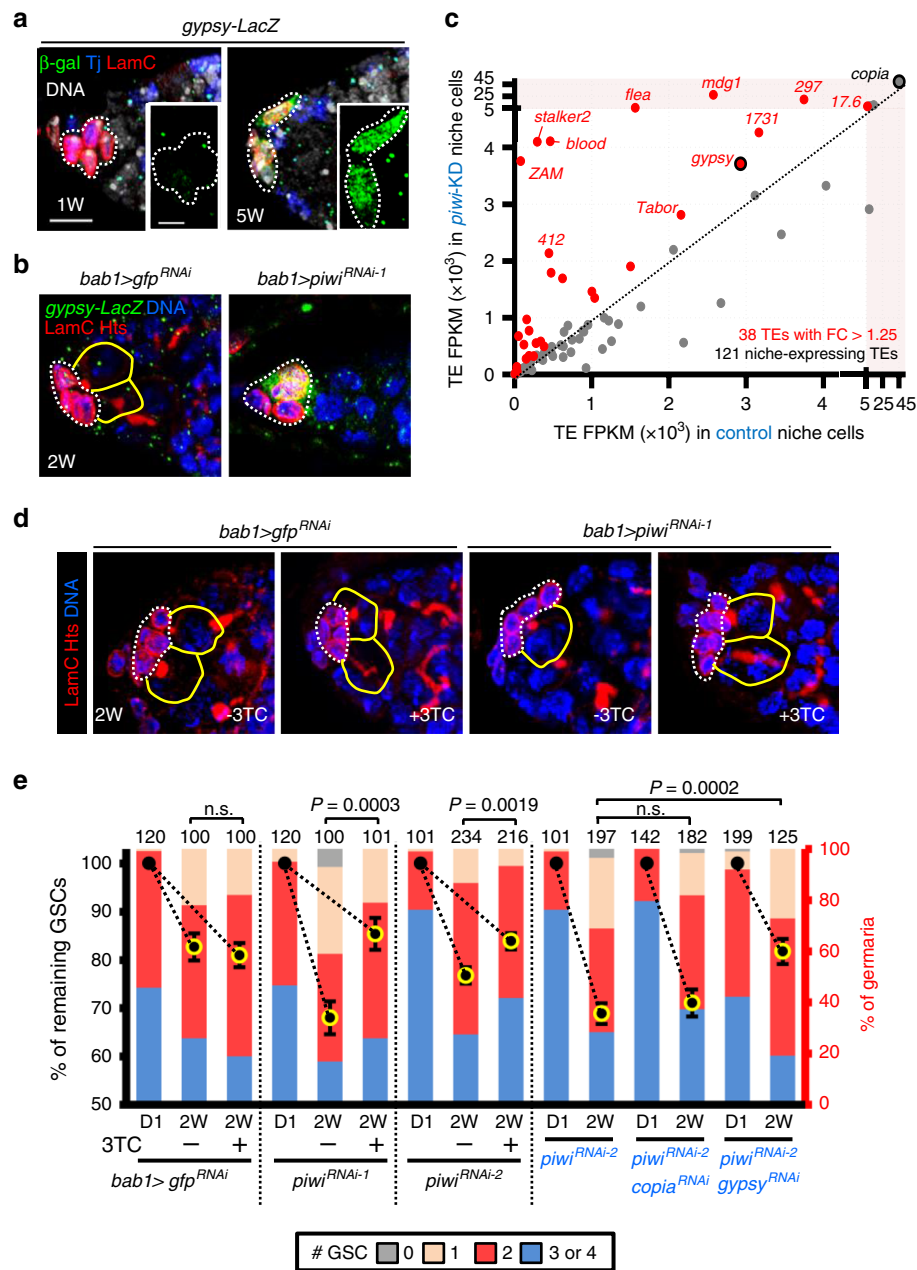 a
gypsy-LacZ
β-gal Tj LamC
DNA
1W
5W
b
bab1>gfpRNAi
bab1>piwiRNAi-1
gypsy-LacZ DNA
LamC Hts
2W
c
TE FPKM (×10³) in piwi-KD niche cells
45
25
5
4
3
2
1
0
flea
mdg1
297
copia
17.6
stalker2
blood
1731
ZAM
gypsy
Tabor
412
38 TEs with FC > 1.25
121 niche-expressing TEs
0 1 2 3 4 5 25 45
TE FPKM (×10³) in control niche cells
d
bab1>gfpRNAi
bab1>piwiRNAi-1
LamC Hts DNA
2W
-3TC
+3TC
-3TC
+3TC
e
P = 0.0002
n.s.
P = 0.0003
P = 0.0019
n.s.
120 100 100 120 100 101 101 234 216 101 197 142 182 199 125
% of remaining GSCs
100
90
80
70
60
50
% of germaria
100
80
60
40
20
0
D1 2W 2W D1 2W 2W D1 2W 2W D1 2W D1 2W D1 2W
3TC − + − + − +
bab1> gfpRNAi
piwiRNAi-1
piwiRNAi-2
piwiRNAi-2
piwiRNAi-2
copiaRNAi
piwiRNAi-2
gypsyRNAi
# GSC 0 1 2 3 or 4